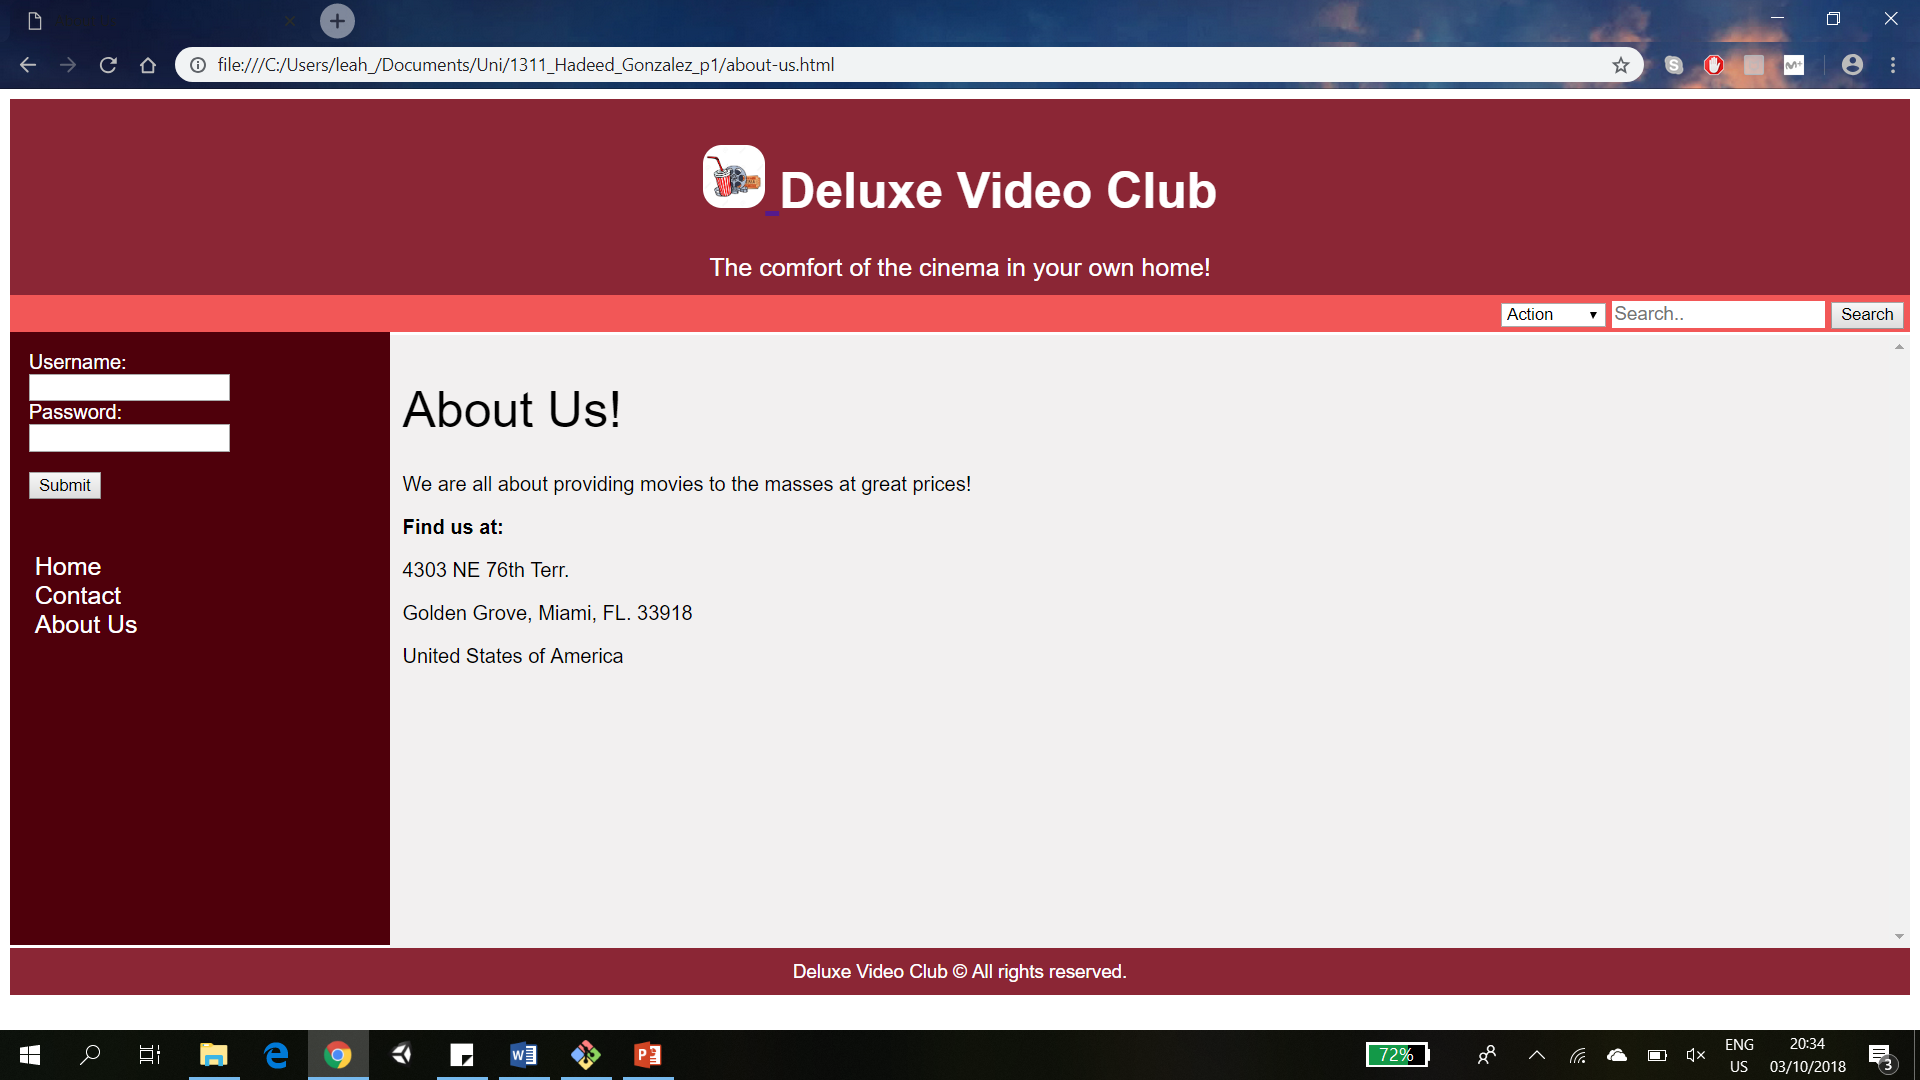 file:///C:/Users/leah_/Documents/Uni/1311_Hadeed_Gonzalez_p1/about-us.html
Deluxe Video Club
The comfort of the cinema in your own home!
Action
Search..
Search
Username:
Password:
Submit
Home
Contact
About Us
About Us!
We are all about providing movies to the masses at great prices!
Find us at:
4303 NE 76th Terr.
Golden Grove, Miami, FL. 33918
United States of America
Deluxe Video Club © All rights reserved.
72%
ENG
US
20:34
03/10/2018
3